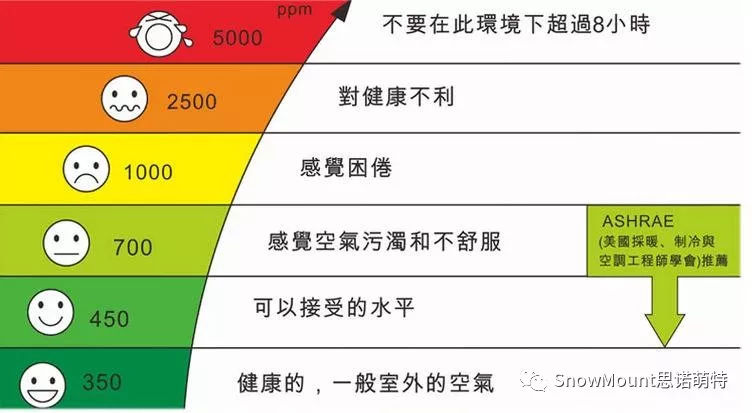 ppm
5000
不要在此環境下超過8小時
2500
對健康不利
1000
感覺困倦
700
感覺空氣污濁和不舒服
ASHRAE
(美國採暖、制冷與
空調工程師學會)推薦
450
可以接受的水平
350
健康的，一般室外的空氣
SnowMount思诺萌特